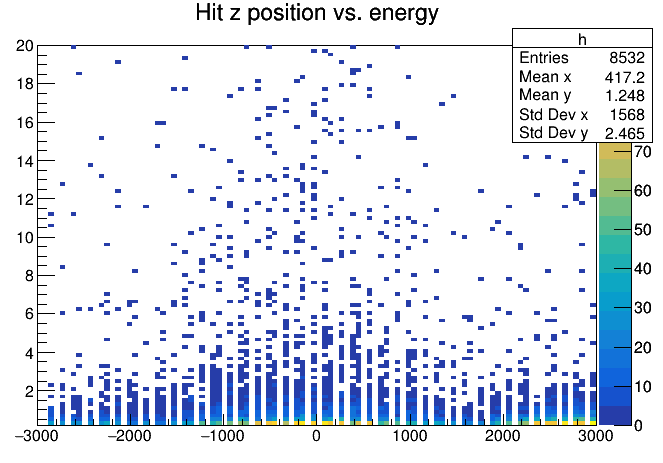 Hit z position vs. energy
h
Entries 8532
Mean x 417.2
Mean y 1.248
Std Dev x 1568
Std Dev y 2.465
20
18
16
14
12
10
8
6
4
2
70
60
50
40
30
20
10
0
−3000 −2000 −1000 0 1000 2000 3000